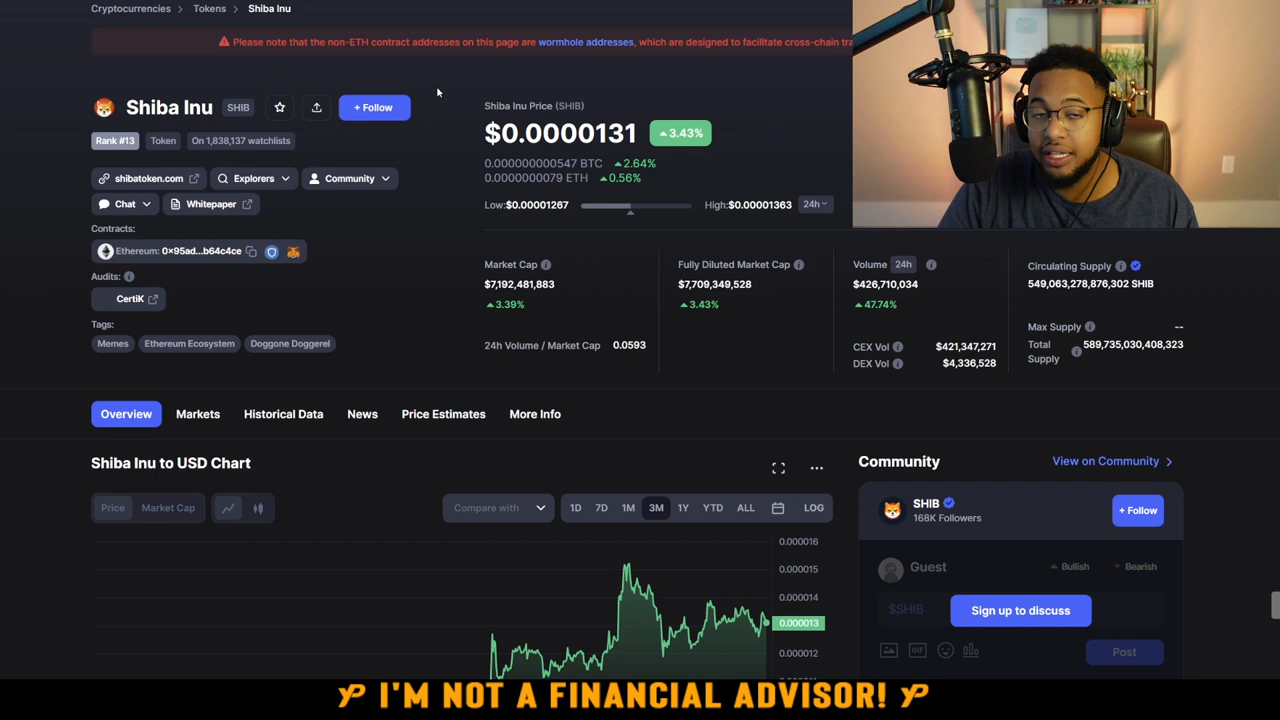 Cryptocurrencies > Tokens > Shiba Inu
Please note that the non-ETH contract addresses on this page are wormhole addresses, which are designed to facilitate cross-chain tra
Shiba Inu SHIB + Follow
Rank #13 Token On 1,838,137 watchlists
shibatoken.com Explorers Community
Chat Whitepaper
Contracts:
Ethereum: 0x95ad...b64c4ce
Audits:
CertiK
Tags:
Memes Ethereum Ecosystem Doggone Doggerel
Shiba Inu Price (SHIB)
$0.0000131 3.43%
0.000000000547 BTC 2.64%
0.0000000079 ETH 0.56%
Low: $0.00001267 High: $0.00001363 24h
Market Cap
$7,192,481,883
3.39%
24h Volume / Market Cap 0.0593
Fully Diluted Market Cap
$7,709,349,528
3.43%
Volume 24h
$426,710,034
47.74%
CEX Vol $421,347,271
DEX Vol $4,336,528
Circulating Supply
549,063,278,876,302 SHIB
Max Supply --
Total Supply 589,735,030,408,323
Overview Markets Historical Data News Price Estimates More Info
Shiba Inu to USD Chart
Price Market Cap
Compare with 1D 7D 1M 3M 1Y YTD ALL LOG
0.000016
0.000015
0.000014
0.000013
0.000012
Community View on Community >
SHIB + Follow
168K Followers
Guest Bullish Bearish
$SHIB Sign up to discuss
GIF Post
I'M NOT A FINANCIAL ADVISOR!